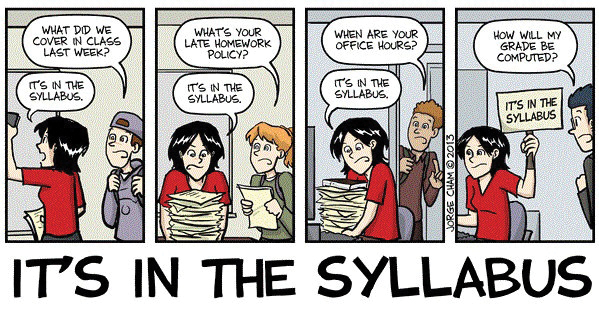 WHAT DID WE
COVER IN CLASS
LAST WEEK?
IT'S IN THE
SYLLABUS.
WHAT'S YOUR
LATE HOMEWORK
POLICY?
IT'S IN THE
SYLLABUS.
WHEN ARE YOUR
OFFICE HOURS?
IT'S IN THE
SYLLABUS.
HOW WILL MY
GRADE BE
COMPUTED?
IT'S IN THE
SYLLABUS
JORGE CHAM © 2013
IT'S IN THE SYLLABUS